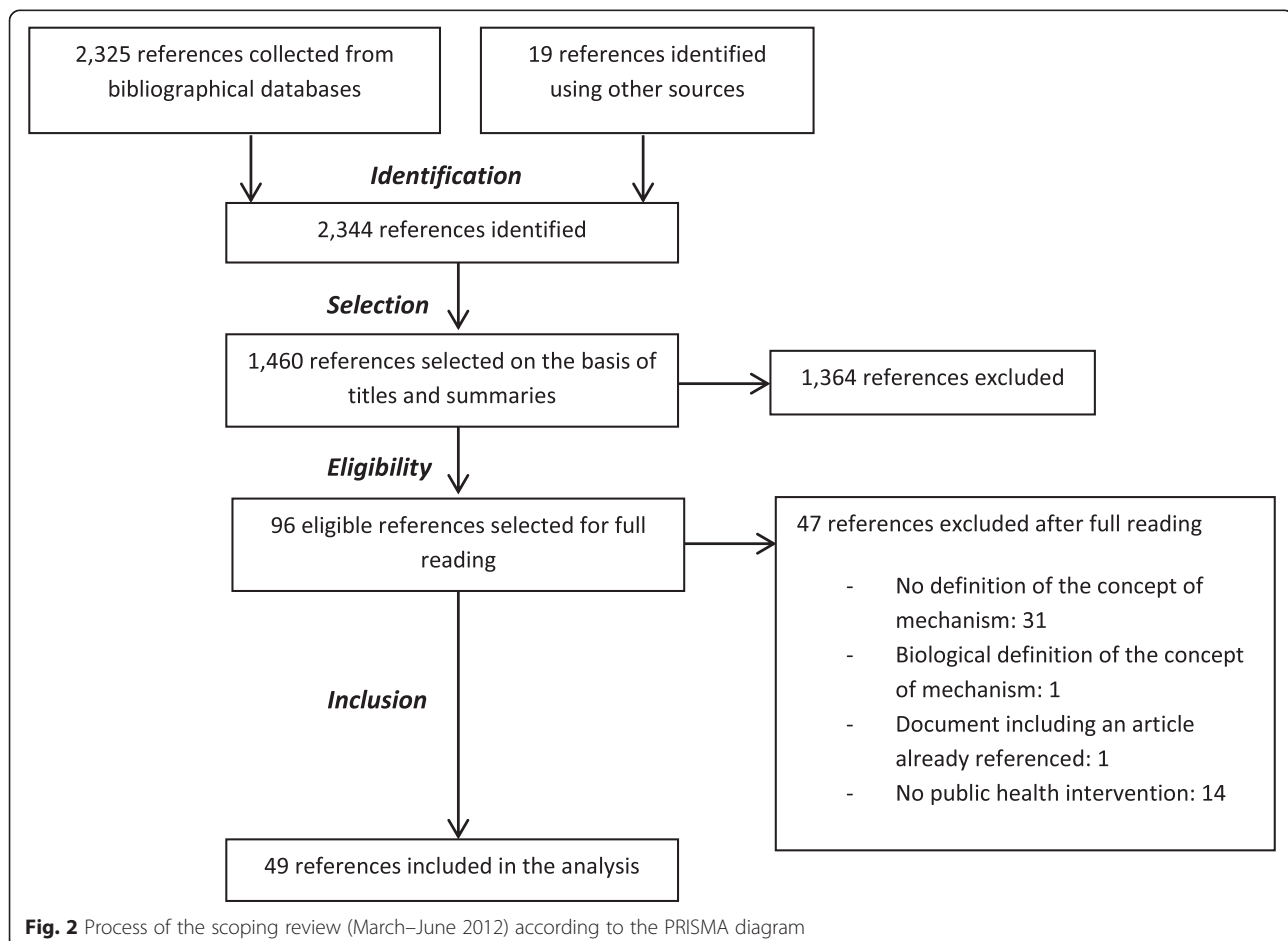 2,325 references collected from
bibliographical databases
19 references identified
using other sources
Identification
2,344 references identified
Selection
1,460 references selected on the basis of
titles and summaries
1,364 references excluded
Eligibility
96 eligible references selected for full
reading
47 references excluded after full reading
- No definition of the concept of
mechanism: 31
- Biological definition of the concept
of mechanism: 1
- Document including an article
already referenced: 1
- No public health intervention: 14
Inclusion
49 references included in the analysis
Fig. 2 Process of the scoping review (March–June 2012) according to the PRISMA diagram